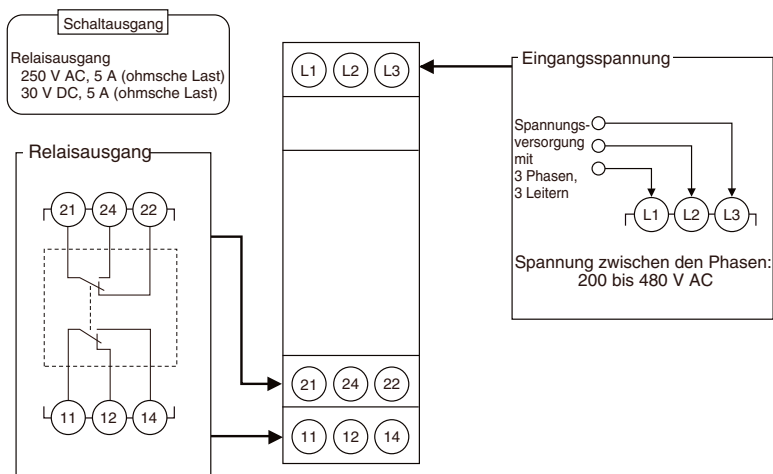 Schaltausgang
Relaisausgang
250 V AC, 5 A (ohmsche Last)
30 V DC, 5 A (ohmsche Last)
Relaisausgang
21 24 22
11 12 14
L1 L2 L3
21 24 22
11 12 14
Eingangsspannung
Spannungs-
versorgung
mit
3 Phasen,
3 Leitern
L1 L2 L3
Spannung zwischen den Phasen:
200 bis 480 V AC